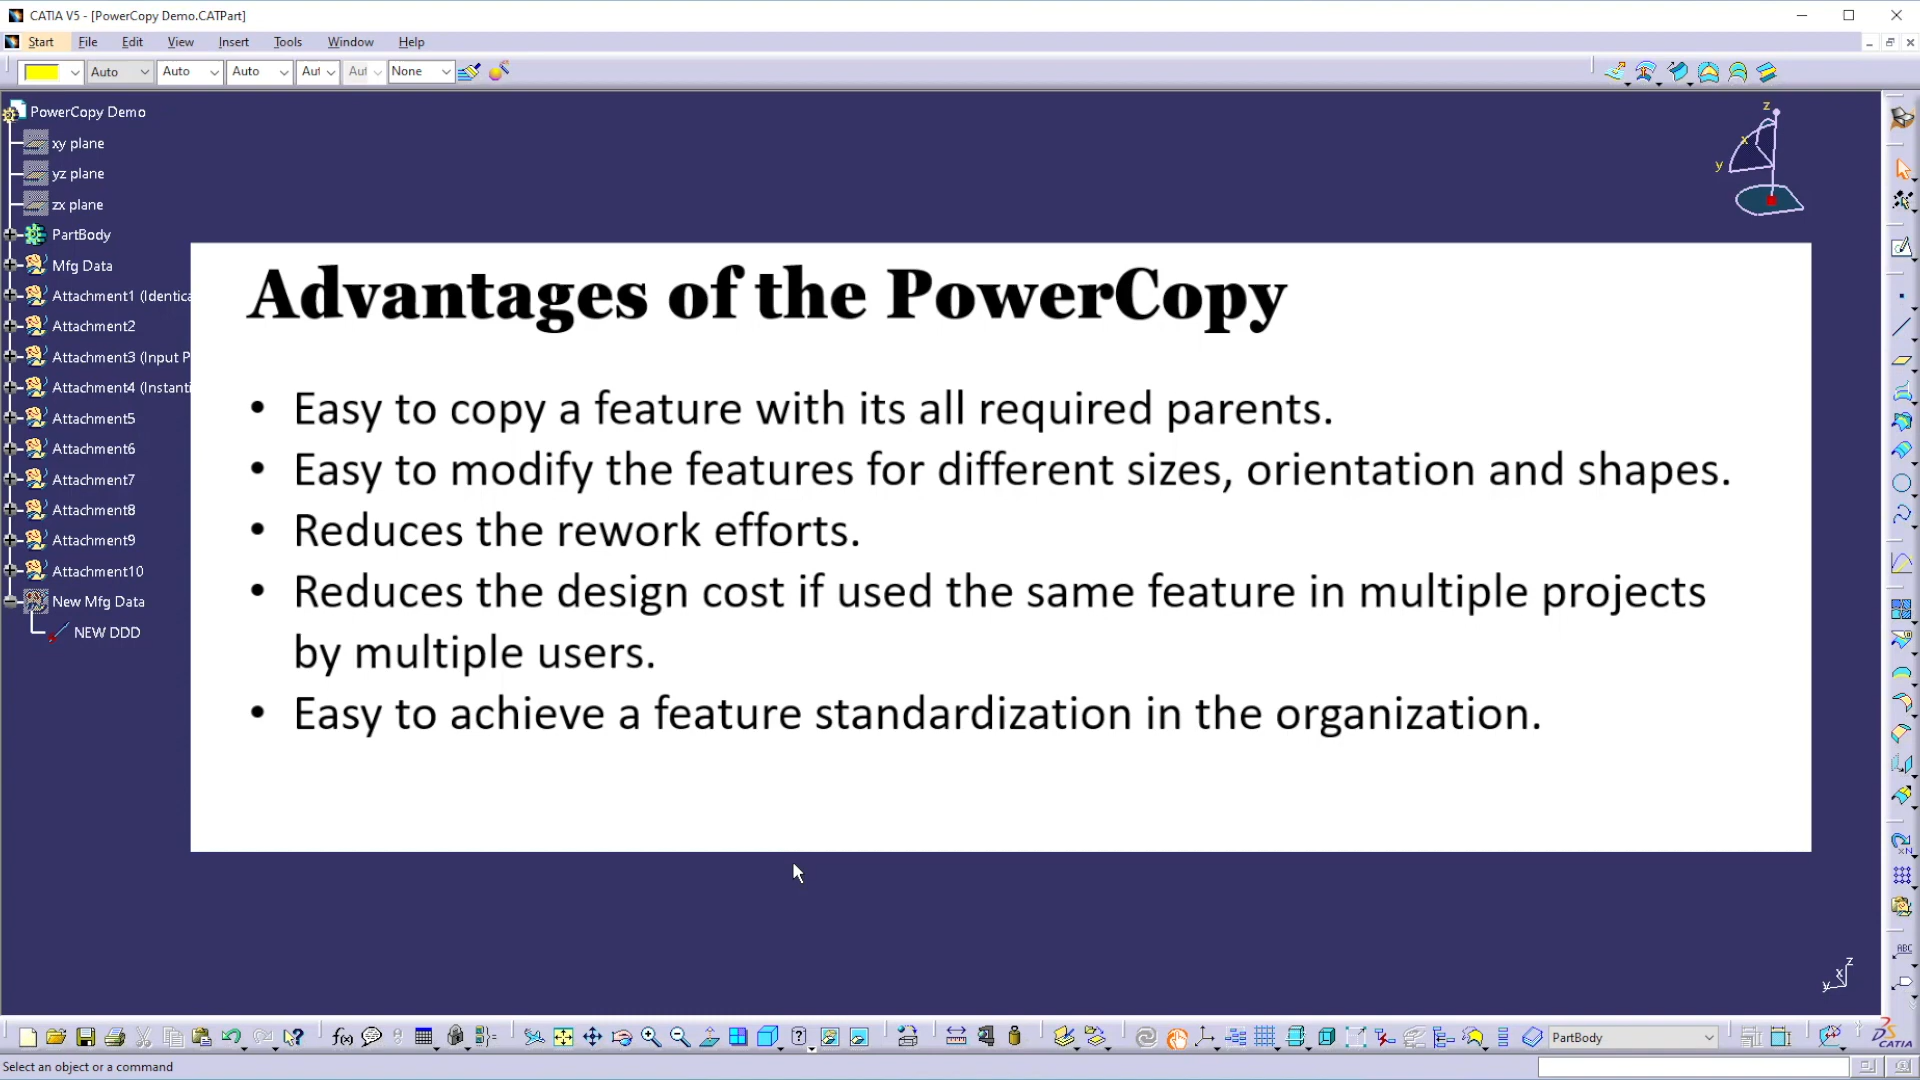 CATIA V5 - [PowerCopy Demo.CATPart]
Start File Edit View Insert Tools Window Help
Auto Auto Auto Aut Aut None
PowerCopy Demo
xy plane
yz plane
zx plane
PartBody
Mfg Data
Attachment1 (Identica
Attachment2
Attachment3 (Input P
Attachment4 (Instanti
Attachment5
Attachment6
Attachment7
Attachment8
Attachment9
Attachment10
New Mfg Data
NEW DDD
z
x
y
Advantages of the PowerCopy
• Easy to copy a feature with its all required parents.
• Easy to modify the features for different sizes, orientation and shapes.
• Reduces the rework efforts.
• Reduces the design cost if used the same feature in multiple projects
by multiple users.
• Easy to achieve a feature standardization in the organization.
ABC
z
x
y
f(x)
PartBody
CATIA
Select an object or a command